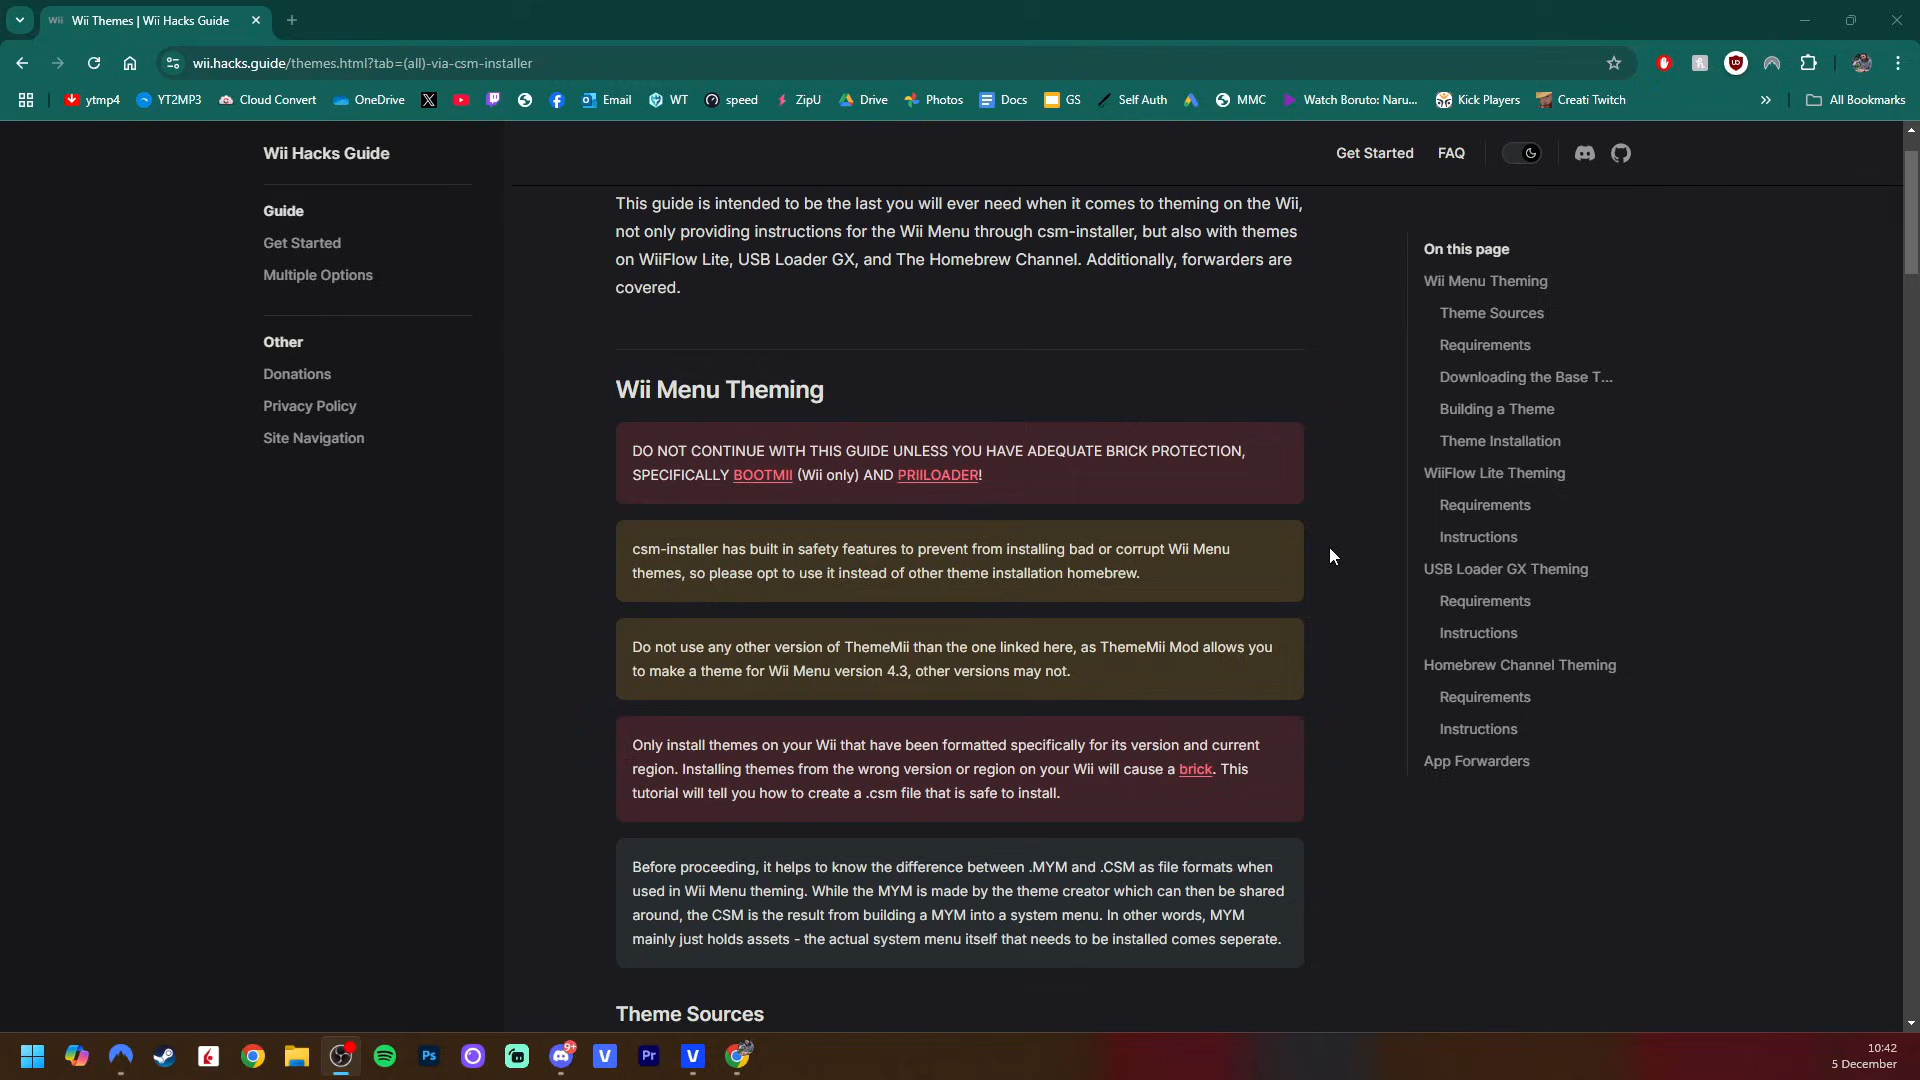 Wii Themes | Wii Hacks Guide
wii.hacks.guide/themes.html?tab=(all)-via-csm-installer
ytmp4
YT2MP3
Cloud Convert
OneDrive
Email
WT
speed
ZipU
Drive
Photos
Docs
GS
Self Auth
MMC
Watch Boruto: Naru...
Kick Players
Creati Twitch
All Bookmarks
Wii Hacks Guide
Get Started
FAQ
Guide
Get Started
Multiple Options
Other
Donations
Privacy Policy
Site Navigation
This guide is intended to be the last you will ever need when it comes to theming on the Wii,
not only providing instructions for the Wii Menu through csm-installer, but also with themes
on WiiFlow Lite, USB Loader GX, and The Homebrew Channel. Additionally, forwarders are
covered.
Wii Menu Theming
DO NOT CONTINUE WITH THIS GUIDE UNLESS YOU HAVE ADEQUATE BRICK PROTECTION,
SPECIFICALLY BOOTMII (Wii only) AND PRIILOADER!
csm-installer has built in safety features to prevent from installing bad or corrupt Wii Menu
themes, so please opt to use it instead of other theme installation homebrew.
Do not use any other version of ThemeMii than the one linked here, as ThemeMii Mod allows you
to make a theme for Wii Menu version 4.3, other versions may not.
Only install themes on your Wii that have been formatted specifically for its version and current
region. Installing themes from the wrong version or region on your Wii will cause a brick. This
tutorial will tell you how to create a .csm file that is safe to install.
Before proceeding, it helps to know the difference between .MYM and .CSM as file formats when
used in Wii Menu theming. While the MYM is made by the theme creator which can then be shared
around, the CSM is the result from building a MYM into a system menu. In other words, MYM
mainly just holds assets - the actual system menu itself that needs to be installed comes seperate.
Theme Sources
On this page
Wii Menu Theming
Theme Sources
Requirements
Downloading the Base T...
Building a Theme
Theme Installation
WiiFlow Lite Theming
Requirements
Instructions
USB Loader GX Theming
Requirements
Instructions
Homebrew Channel Theming
Requirements
Instructions
App Forwarders
Ps
9+
V
Pr
V
10:42
5 December